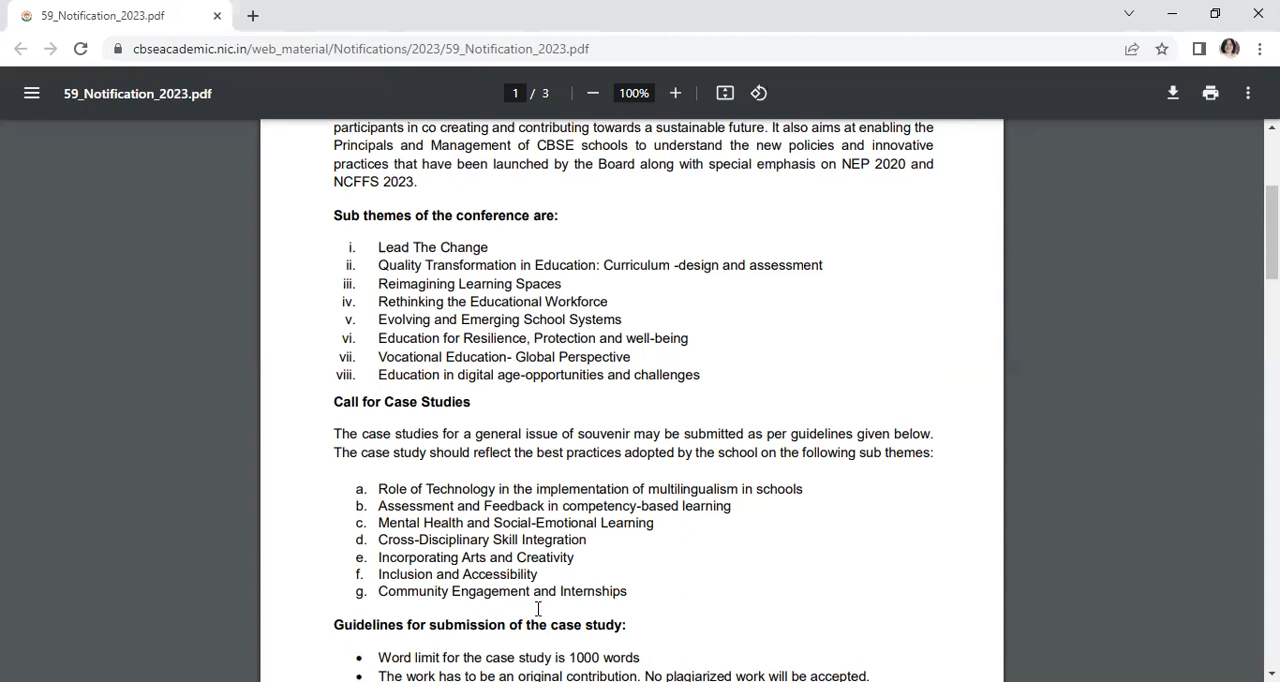 59_Notification_2023.pdf
cbseacademic.nic.in/web_material/Notifications/2023/59_Notification_2023.pdf
59_Notification_2023.pdf
1 / 3
100%
participants in co creating and contributing towards a sustainable future. It also aims at enabling the
Principals and Management of CBSE schools to understand the new policies and innovative
practices that have been launched by the Board along with special emphasis on NEP 2020 and
NCFFS 2023.
Sub themes of the conference are:
i. Lead The Change
ii. Quality Transformation in Education: Curriculum -design and assessment
iii. Reimagining Learning Spaces
iv. Rethinking the Educational Workforce
v. Evolving and Emerging School Systems
vi. Education for Resilience, Protection and well-being
vii. Vocational Education- Global Perspective
viii. Education in digital age-opportunities and challenges
Call for Case Studies
The case studies for a general issue of souvenir may be submitted as per guidelines given below.
The case study should reflect the best practices adopted by the school on the following sub themes:
a. Role of Technology in the implementation of multilingualism in schools
b. Assessment and Feedback in competency-based learning
c. Mental Health and Social-Emotional Learning
d. Cross-Disciplinary Skill Integration
e. Incorporating Arts and Creativity
f. Inclusion and Accessibility
g. Community Engagement and Internships
Guidelines for submission of the case study:
• Word limit for the case study is 1000 words
• The work has to be an original contribution. No plagiarized work will be accepted.